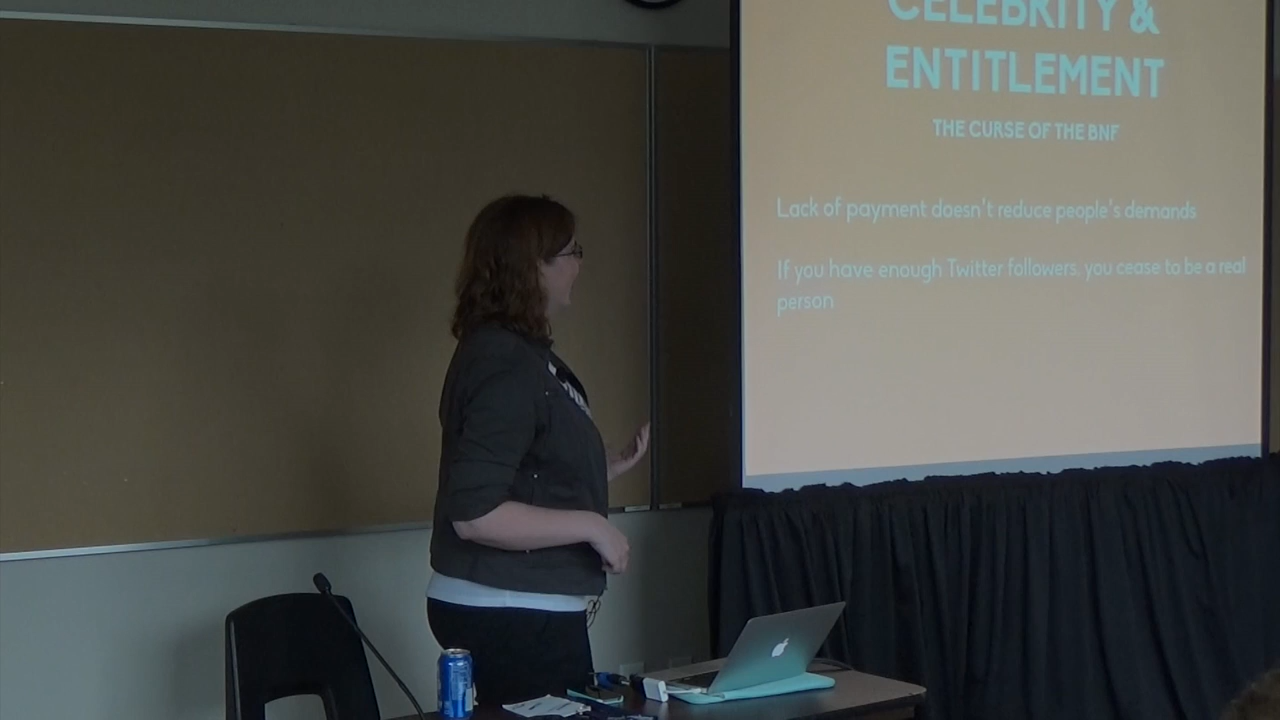 CELEBRITY &
ENTITLEMENT
THE CURSE OF THE BNF
Lack of payment doesn't reduce people's demands
If you have enough Twitter followers, you cease to be a real
person